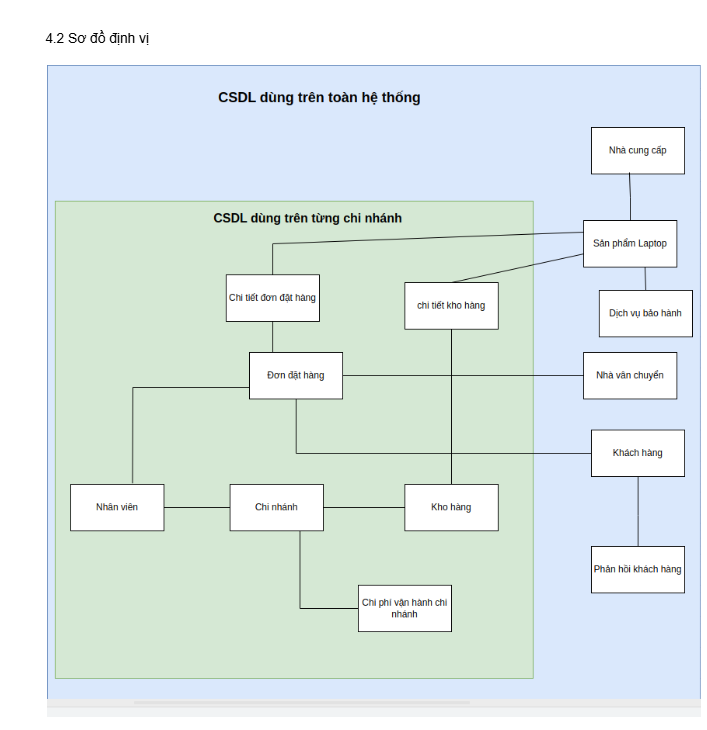 4.2 Sơ đồ định vị
CSDL dùng trên toàn hệ thống
Nhà cung cấp
CSDL dùng trên từng chi nhánh
Sản phẩm Laptop
Chi tiết đơn đặt hàng
chi tiết kho hàng
Dịch vụ bảo hành
Đơn đặt hàng
Nhà vân chuyển
Khách hàng
Nhân viên
Chi nhánh
Kho hàng
Phản hồi khách hàng
Chi phí vận hành chi
nhánh